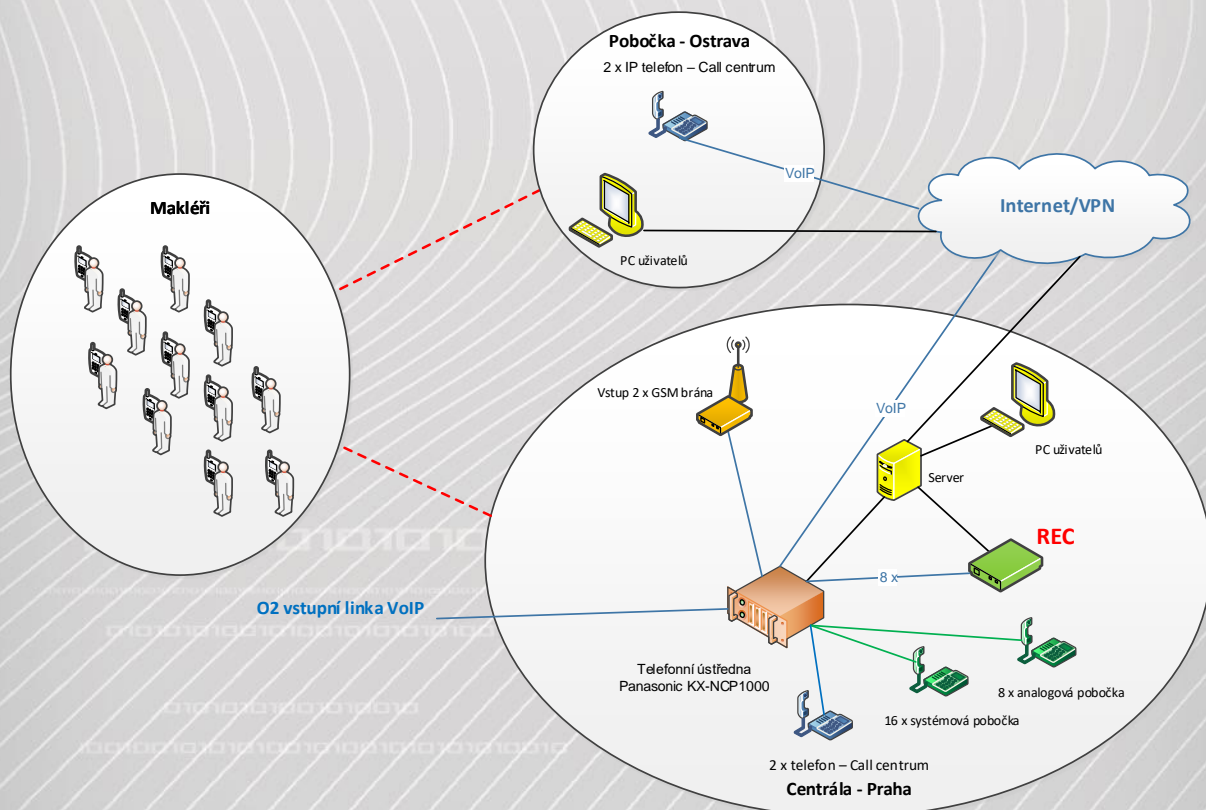 Pobočka - Ostrava
2 x IP telefon – Call centrum
VoIP
PC uživatelů
Internet/VPN
Makléři
Vstup 2 x GSM brána
VoIP
PC uživatelů
Server
REC
8 x
O2 vstupní linka VoIP
Telefonní ústředna
Panasonic KX-NCP1000
8 x analogová pobočka
16 x systémová pobočka
2 x telefon – Call centrum
Centrála - Praha